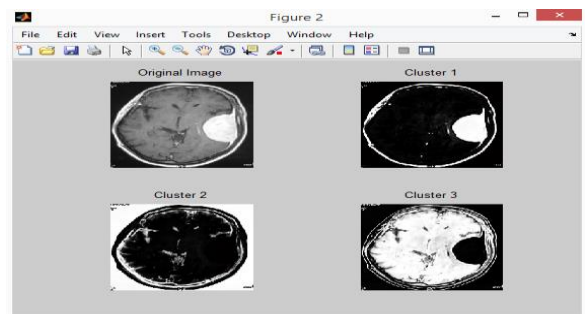 Figure 2
File Edit View Insert Tools Desktop Window Help
Original Image
Cluster 1
Cluster 2
Cluster 3